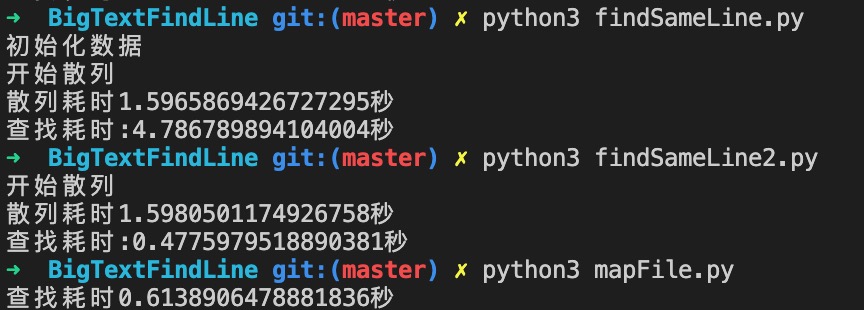 ➜  BigTextFindLine git:(master) ✗ python3 findSameLine.py
初始化数据
开始散列
散列耗时1.5965869426727295秒
查找耗时:4.786789894104004秒
➜  BigTextFindLine git:(master) ✗ python3 findSameLine2.py
开始散列
散列耗时1.5980501174926758秒
查找耗时:0.4775979518890381秒
➜  BigTextFindLine git:(master) ✗ python3 mapFile.py
查找耗时0.6138906478881836秒